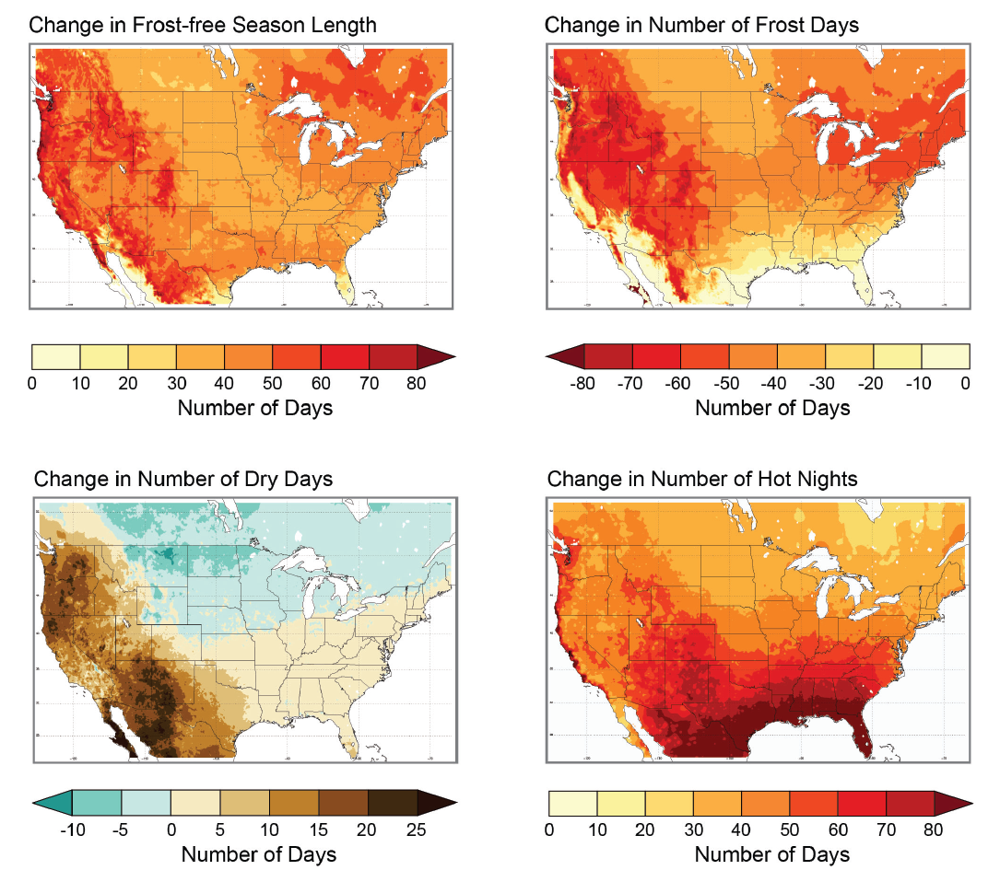 Change in Frost-free Season Length
0 10 20 30 40 50 60 70 80
Number of Days
Change in Number of Frost Days
-80 -70 -60 -50 -40 -30 -20 -10 0
Number of Days
Change in Number of Dry Days
-10 -5 0 5 10 15 20 25
Number of Days
Change in Number of Hot Nights
0 10 20 30 40 50 60 70 80
Number of Days